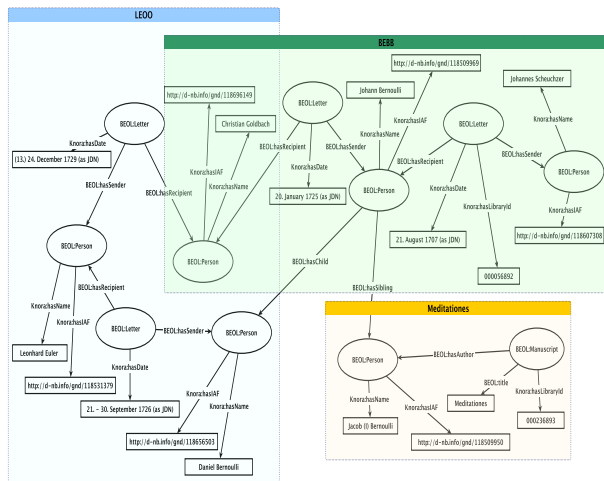 LEOO
BEBB
http://d-nb.info/gnd/118509969
Johannes Scheuchzer
http://d-nb.info/gnd/118696149
Johann Bernoulli
BEOL:Letter
BEOL:Letter
BEOL:Letter
Knora:hasIAF
Knora:hasName
Christian Goldbach
Knora:hasName
Knora:hasDate
(13.) 24. December 1729 (as JDN)
BEOL:hasRecipient
BEOL:hasSender
BEOL:hasSender
Knora:hasIAF
BEOL:hasRecipient
BEOL:Person
BEOL:hasSender
BEOL:hasRecipient
Knora:hasName
Knora:hasDate
Knora:hasDate
BEOL:Person
20. January 1725 (as JDN)
Knora:hasLibraryId
Knora:hasIAF
http://d-nb.info/gnd/118607308
21. August 1707 (as JDN)
BEOL:Person
BEOL:Person
000056892
BEOL:hasChild
BEOL:hasRecipient
BEOL:hasSibling
Knora:hasName
Knora:hasIAF
Meditationes
BEOL:Letter
BEOL:hasSender
BEOL:Person
BEOL:Manuscript
Leonhard Euler
BEOL:Person
BEOL:hasAuthor
Knora:hasDate
BEOL:title
http://d-nb.info/gnd/118531379
Knora:hasIAF
Knora:hasLibraryId
Knora:hasName
Meditationes
21. – 30. September 1726 (as JDN)
Knora:hasName
Knora:hasIAF
000236893
Jacob (I) Bernoulli
http://d-nb.info/gnd/118656503
http://d-nb.info/gnd/118509950
Daniel Bernoulli